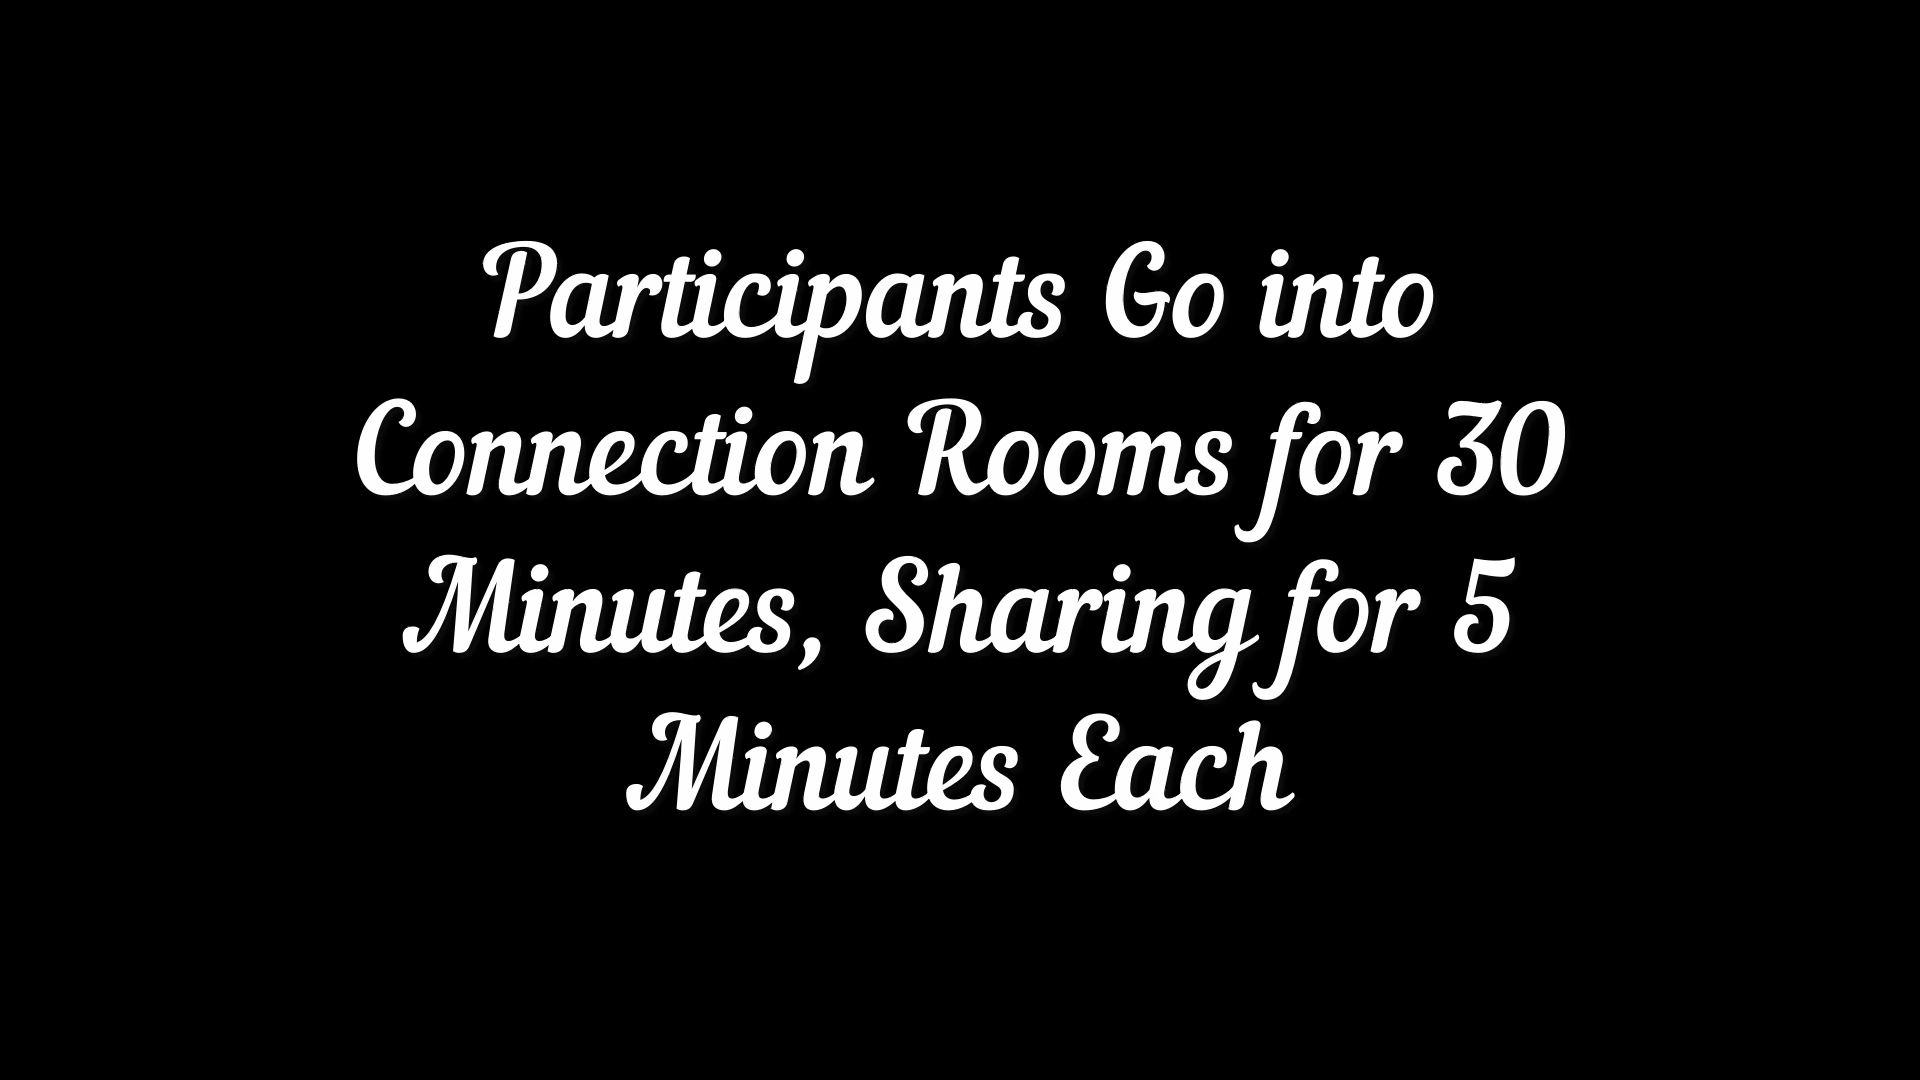 Participants Go into
Connection Rooms for 30
Minutes, Sharing for 5
Minutes Each